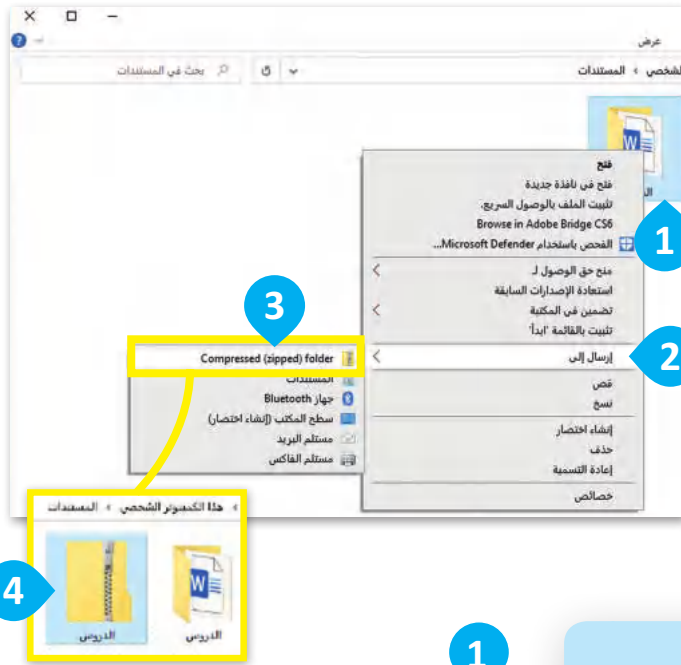 عرض
الشخصي › المستندات
بحث في المستندات
فتح
فتح في نافذة جديدة
تثبيت الملف بالوصول السريع.
Browse in Adobe Bridge CS6
الفحص باستخدام Microsoft Defender...
1
منح حق الوصول لـ
استعادة الإصدارات السابقة
تضمين في المكتبة
تثبيت بالقائمة 'ابدأ'
إرسال إلى
2
3
Compressed (zipped) folder
المستندات
جهاز Bluetooth
سطح المكتب (إنشاء اختصار)
مستلم البريد
مستلم الفاكس
قص
نسخ
إنشاء اختصار
حذف
إعادة التسمية
خصائص
› هذا الكمبيوتر الشخصي › المستندات
4
الدروس
الدروس
1